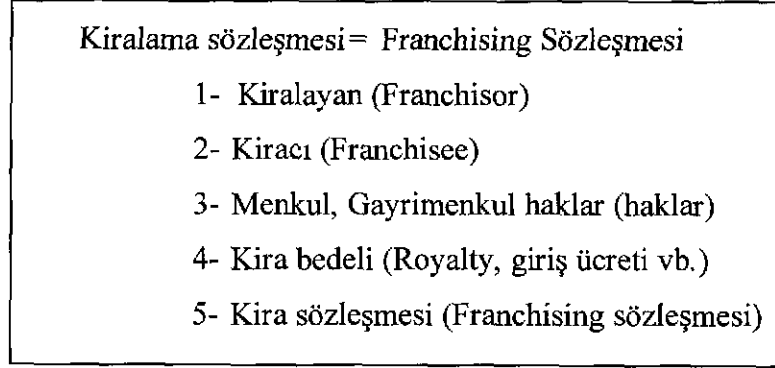 Kiralama sözleşmesi= Franchising Sözleşmesi
1- Kiralayan (Franchisor)
2- Kiracı (Franchisee)
3- Menkul, Gayrimenkul haklar (haklar)
4- Kira bedeli (Royalty, giriş ücreti vb.)
5- Kira sözleşmesi (Franchising sözleşmesi)